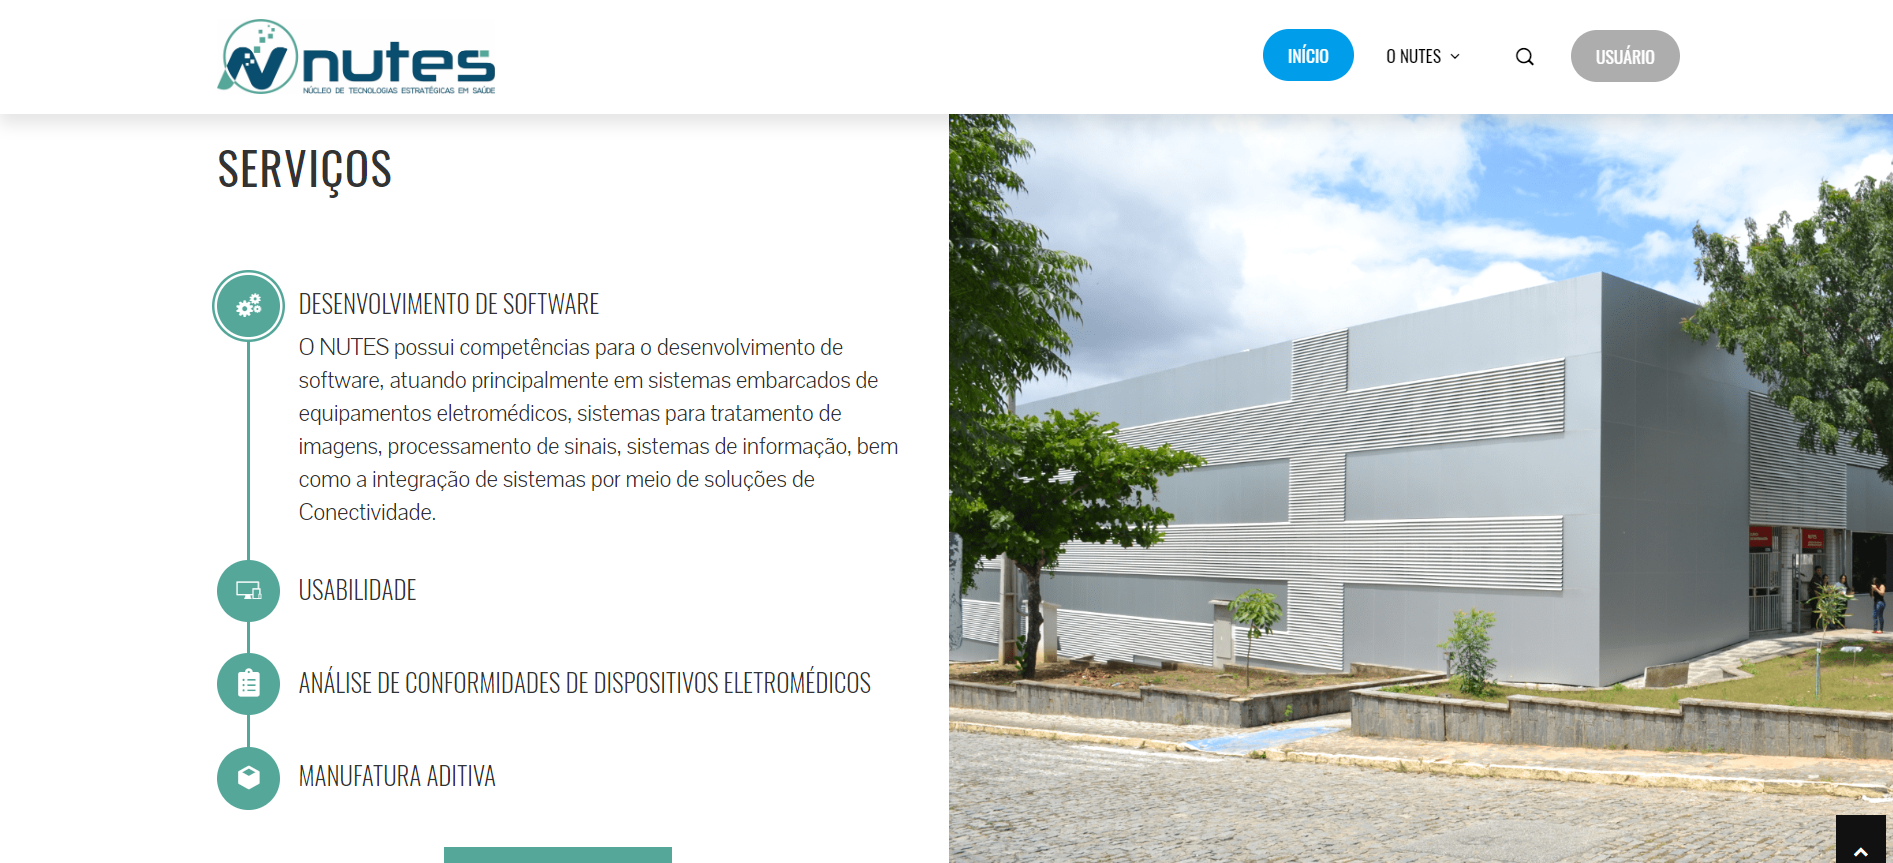 nutes
NÚCLEO DE TECNOLOGIAS ESTRATÉGICAS EM SAÚDE
INÍCIO
O NUTES
USUÁRIO
SERVIÇOS
DESENVOLVIMENTO DE SOFTWARE
O NUTES possui competências para o desenvolvimento de
software, atuando principalmente em sistemas embarcados de
equipamentos eletromédicos, sistemas para tratamento de
imagens, processamento de sinais, sistemas de informação, bem
como a integração de sistemas por meio de soluções de
Conectividade.
USABILIDADE
ANÁLISE DE CONFORMIDADES DE DISPOSITIVOS ELETROMÉDICOS
MANUFATURA ADITIVA